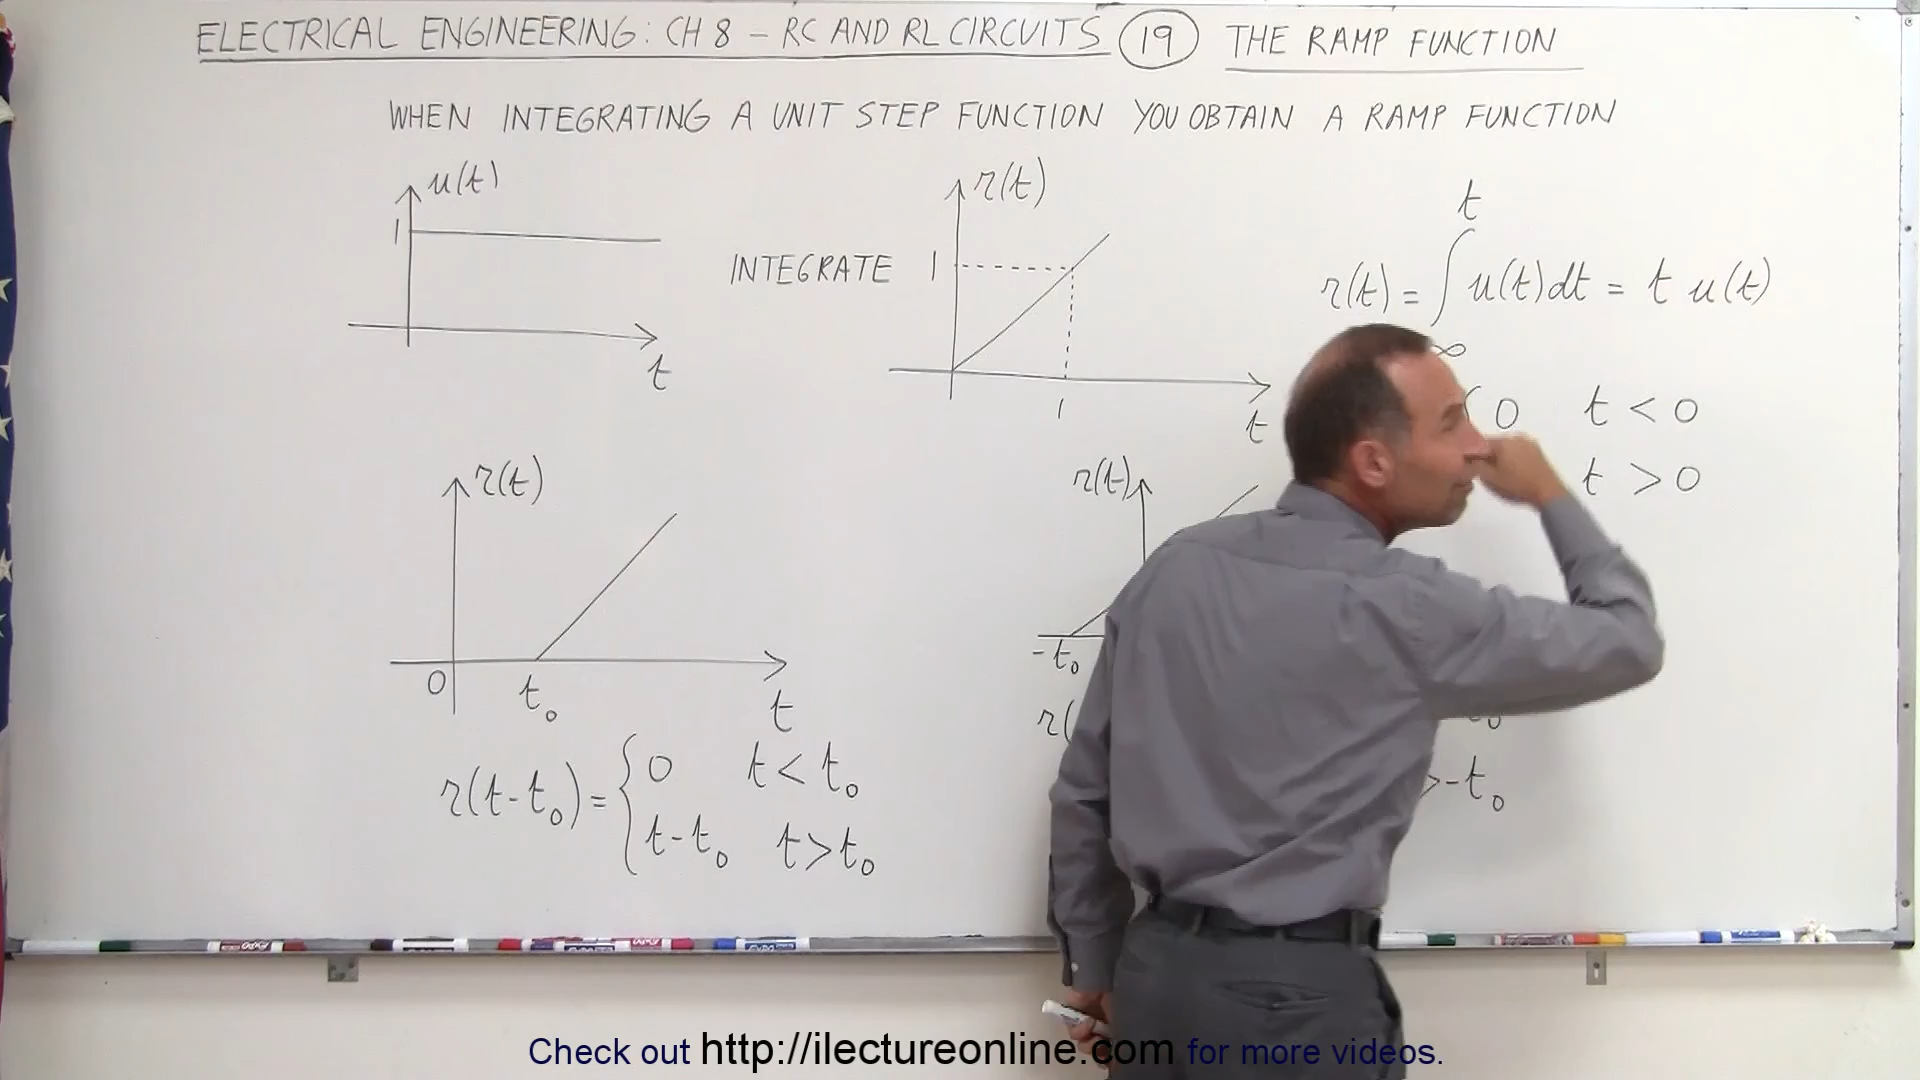 ELECTRICAL ENGINEERING: CH 8 – RC AND RL CIRCUITS 19 THE RAMP FUNCTION
WHEN INTEGRATING A UNIT STEP FUNCTION YOU OBTAIN A RAMP FUNCTION
u(t)
1
t
INTEGRATE
r(t)
1
1
t
t
r(t) = ∫ u(t)dt = t u(t)
∞
0 t < 0
t > 0
r(t)
0 t₀ t
r(t-t₀) = { 0 t < t₀
t-t₀ t > t₀
r(t)
-t₀
r(
>-t₀
Check out http://ilectureonline.com for more videos.